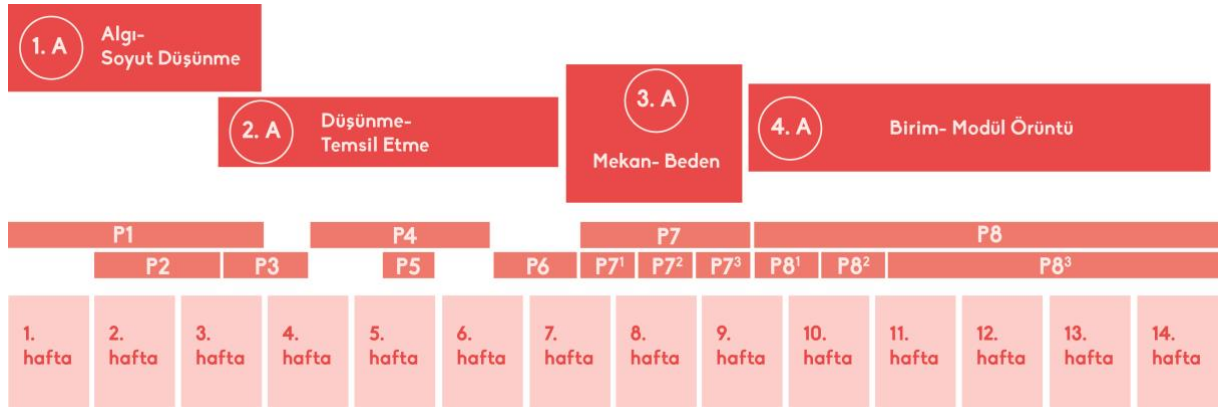 1. A
Algı-
Soyut Düşünme
2. A
Düşünme-
Temsil Etme
3. A
Mekan- Beden
4. A
Birim- Modül Örüntü
P1
P4
P7
P8
P2
P3
P5
P6
P7¹
P7²
P7³
P8¹
P8²
P8³
1.
hafta
2.
hafta
3.
hafta
4.
hafta
5.
hafta
6.
hafta
7.
hafta
8.
hafta
9.
hafta
10.
hafta
11.
hafta
12.
hafta
13.
hafta
14.
hafta